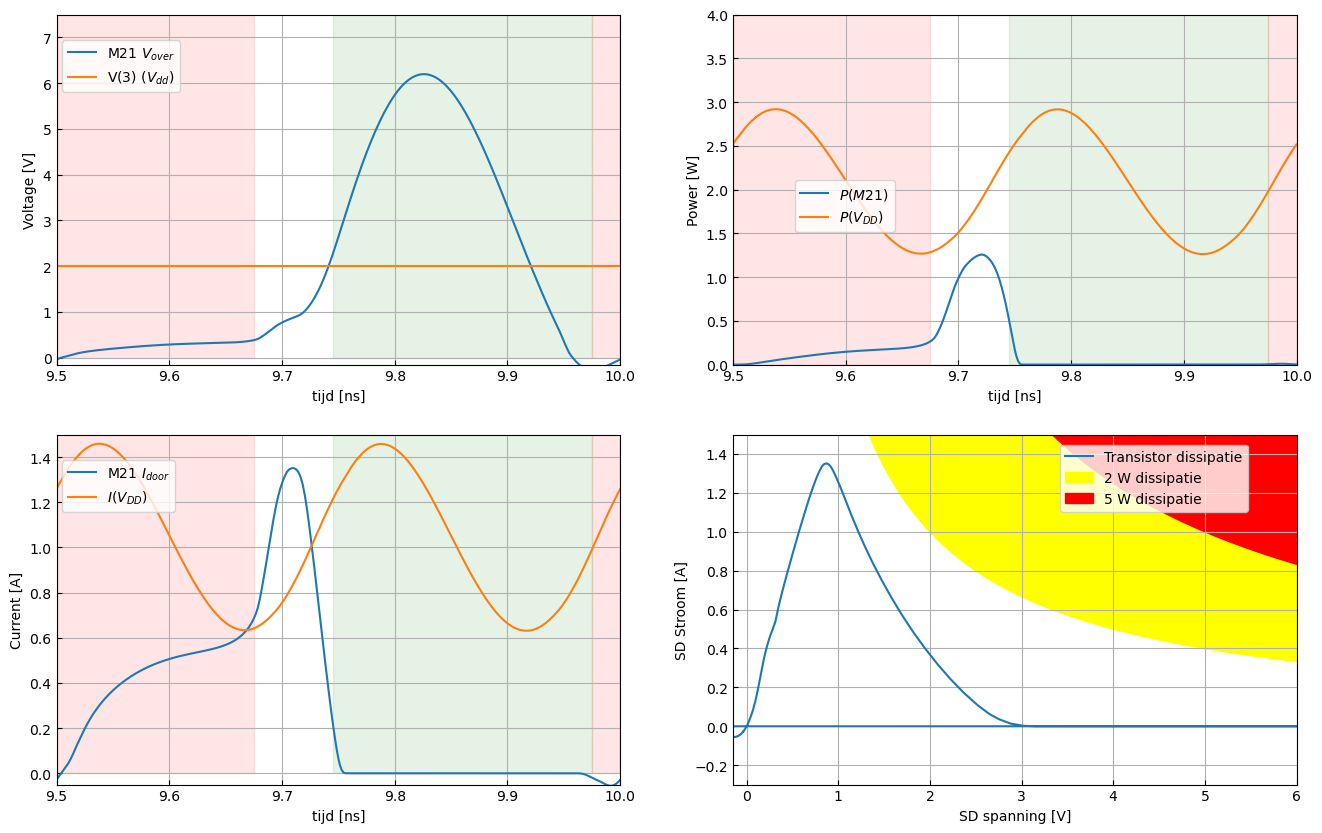 7
6
5
4
3
2
1
0
Voltage [V]
M21 V_over
V(3) (V_dd)
9.5 9.6 9.7 9.8 9.9 10.0
tijd [ns]
4.0
3.5
3.0
2.5
2.0
1.5
1.0
0.5
0.0
Power [W]
P(M21)
P(V_DD)
9.5 9.6 9.7 9.8 9.9 10.0
tijd [ns]
1.4
1.2
1.0
0.8
0.6
0.4
0.2
0.0
Current [A]
M21 I_door
I(V_DD)
9.5 9.6 9.7 9.8 9.9 10.0
tijd [ns]
1.4
1.2
1.0
0.8
0.6
0.4
0.2
0.0
−0.2
SD Stroom [A]
Transistor dissipatie
2 W dissipatie
5 W dissipatie
0 1 2 3 4 5 6
SD spanning [V]